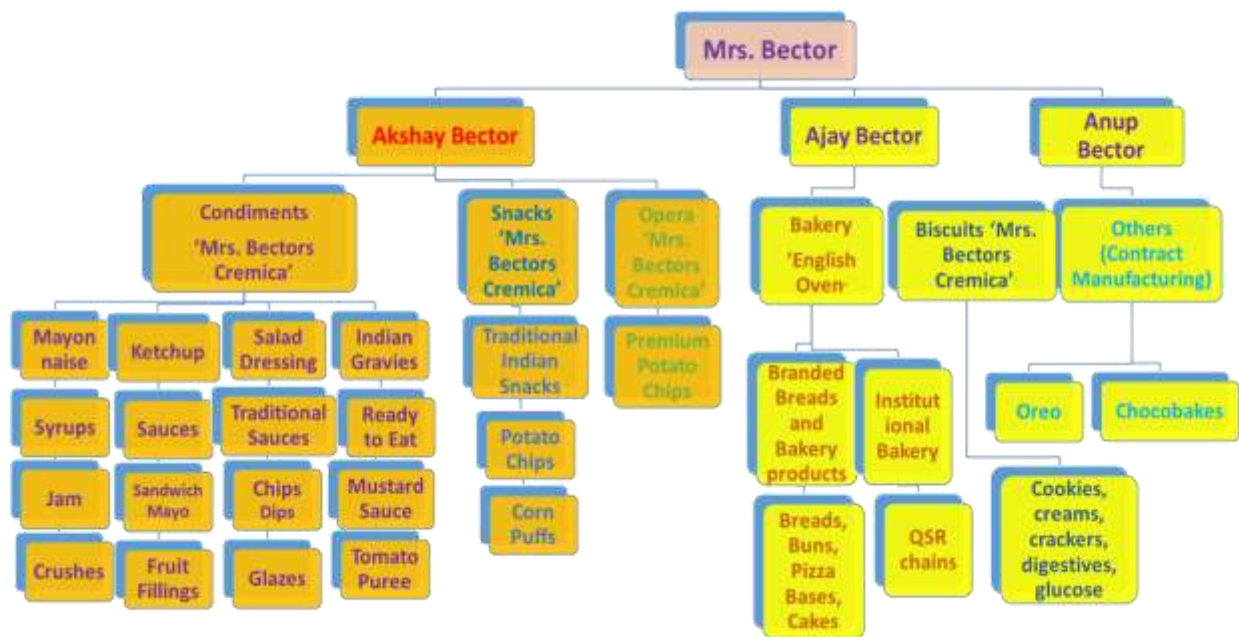 Mrs. Bector
Akshay Bector
Ajay Bector
Anup
Bector
Condiments
‘Mrs. Bectors
Cremica’
Snacks
‘Mrs.
Bectors
Cremica’
Opera
‘Mrs.
Bectors
Cremica’
Bakery
‘English
Oven’
Biscuits ‘Mrs.
Bectors
Cremica’
Others
(Contract
Manufacturing)
Mayon
naise
Ketchup
Salad
Dressing
Indian
Gravies
Syrups
Sauces
Traditional
Sauces
Ready
to Eat
Jam
Sandwich
Mayo
Chips
Dips
Mustard
Sauce
Crushes
Fruit
Fillings
Glazes
Tomato
Puree
Traditional
Indian
Snacks
Potato
Chips
Corn
Puffs
Premium
Potato
Chips
Branded
Breads
and
Bakery
products
Institut
ional
Bakery
Breads,
Buns,
Pizza
Bases,
Cakes
QSR
chains
Cookies,
creams,
crackers,
digestives,
glucose
Oreo
Chocobakes